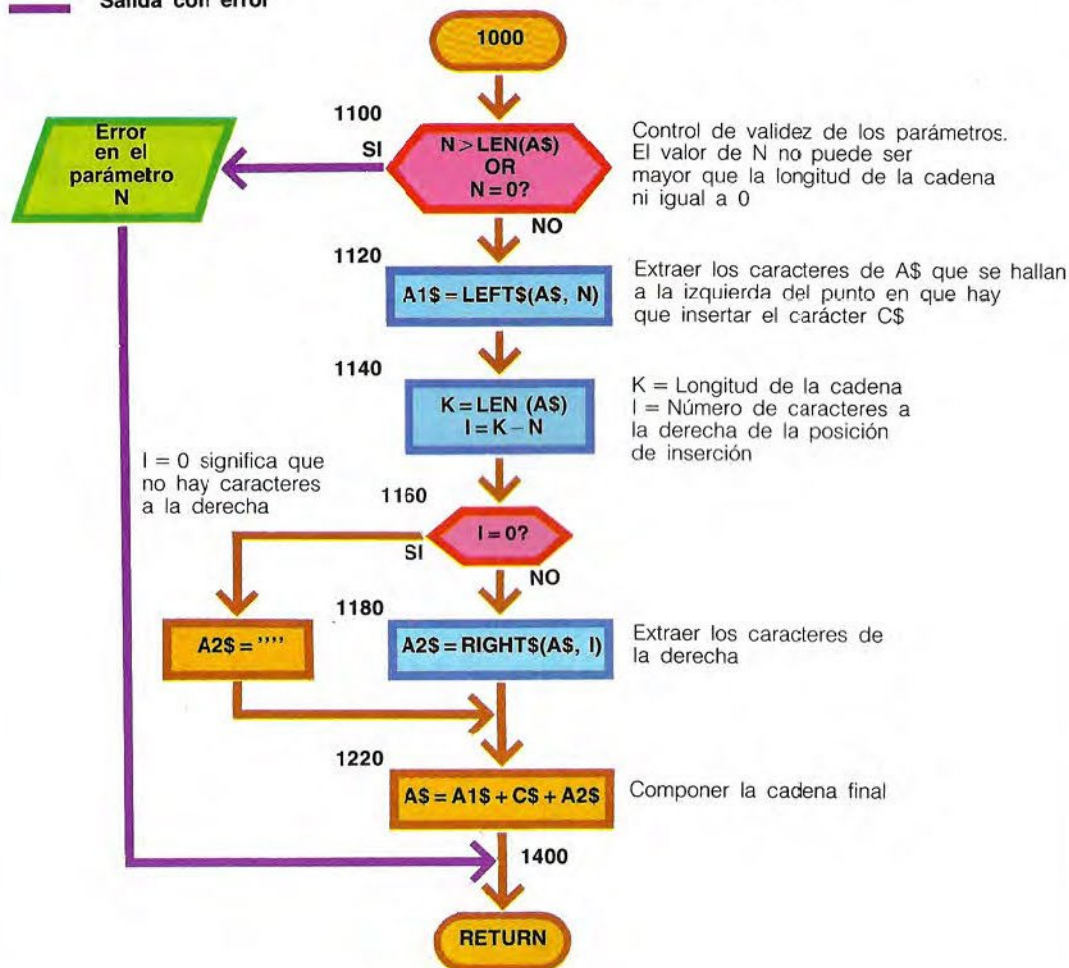 Salida con error
1000
1100
Error
en el
parámetro
N
SI
N > LEN(A$)
OR
N = 0?
Control de validez de los parámetros.
El valor de N no puede ser
mayor que la longitud de la cadena
ni igual a 0
NO
1120
A1$ = LEFT$(A$, N)
Extraer los caracteres de A$ que se hallan
a la izquierda del punto en que hay
que insertar el carácter C$
1140
K = LEN (A$)
I = K – N
K = Longitud de la cadena
I = Número de caracteres a
la derecha de la posición
de inserción
I = 0 significa que
no hay caracteres
a la derecha
1160
I = 0?
SI
NO
1180
A2$ = ''''
A2$ = RIGHT$(A$, I)
Extraer los caracteres de
la derecha
1220
A$ = A1$ + C$ + A2$
Componer la cadena final
1400
RETURN